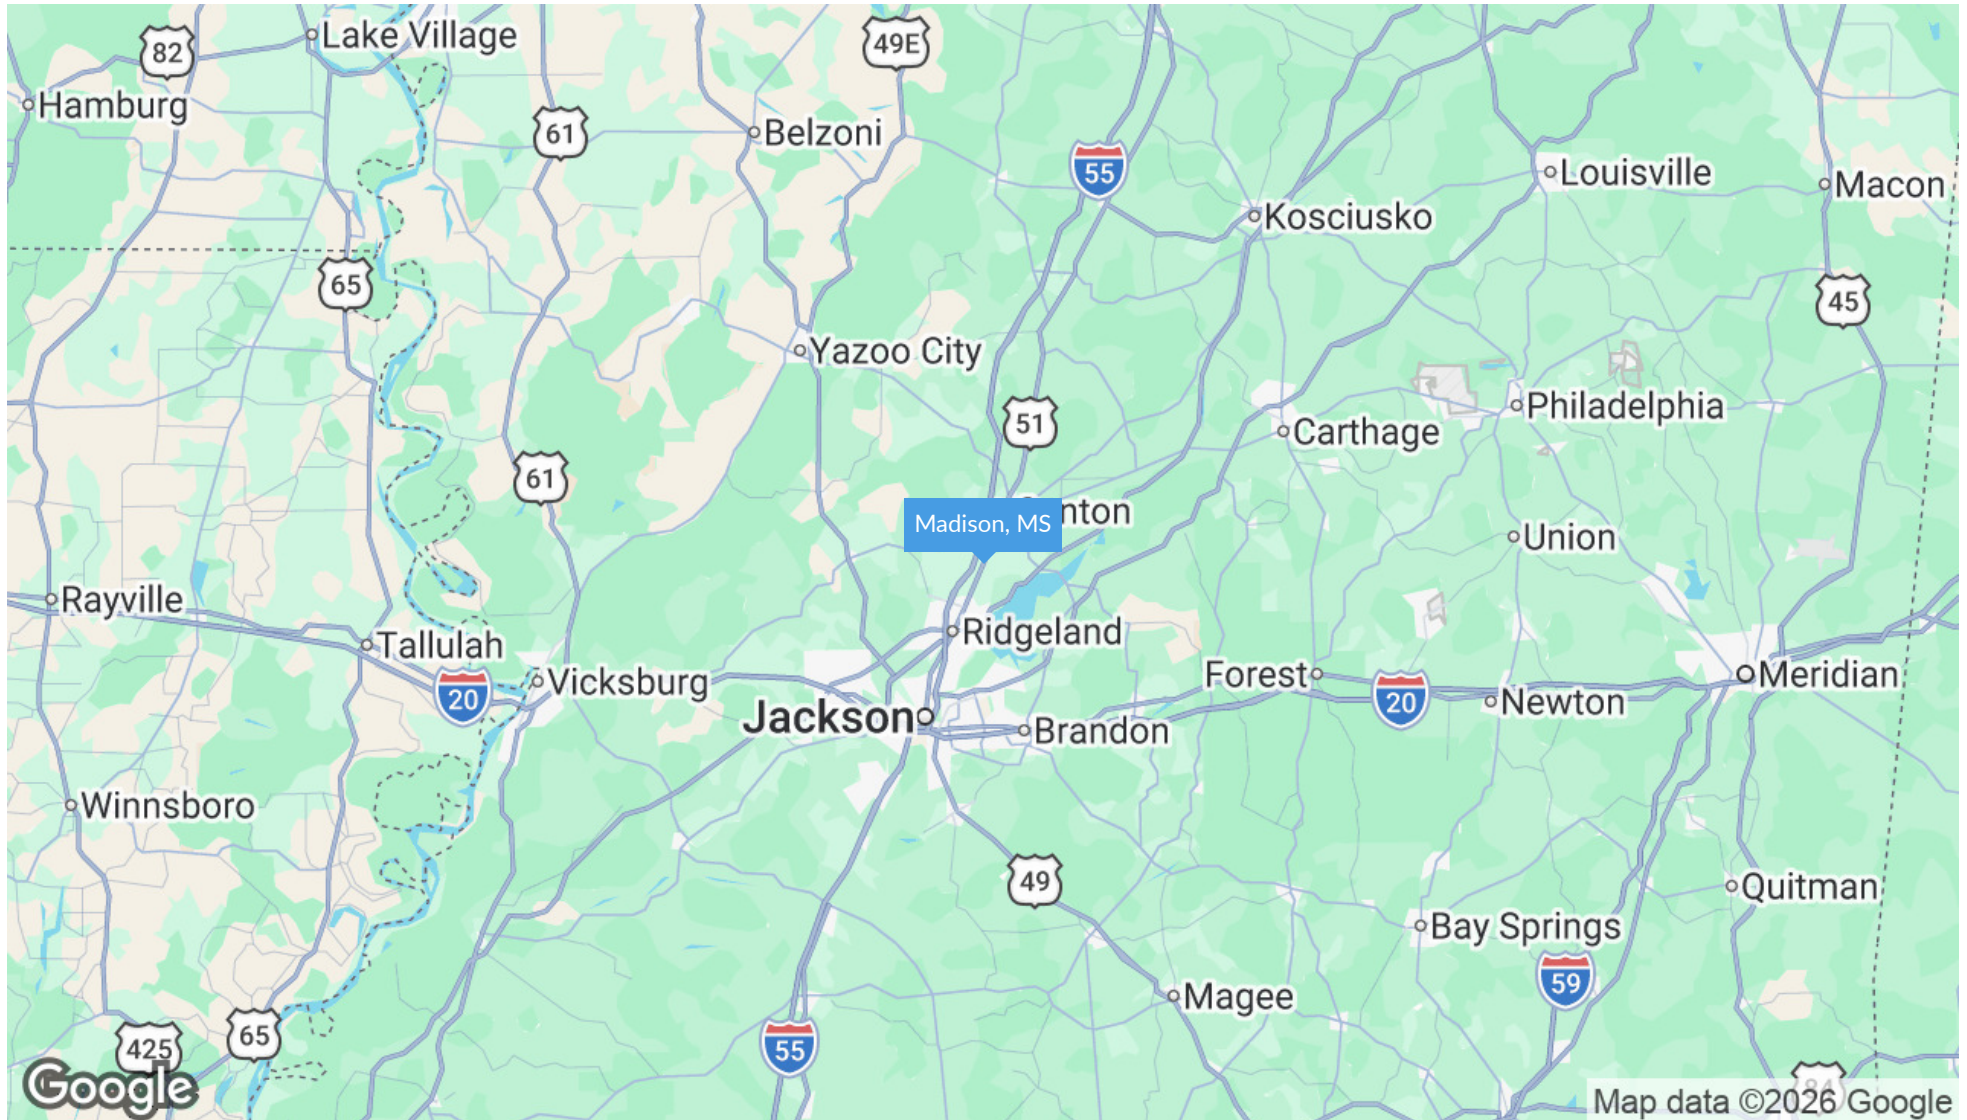 82
Lake Village
49E
Hamburg
61
Belzoni
55
Louisville
Macon
Kosciusko
65
45
Yazoo City
51
Philadelphia
Carthage
61
Madison, MS
nton
Union
Rayville
Ridgeland
Tallulah
20
Vicksburg
Forest
20
Newton
Meridian
Jackson
Brandon
Winnsboro
49
Quitman
Bay Springs
59
Magee
65
425
55
84
Google
Map data ©2026 Google